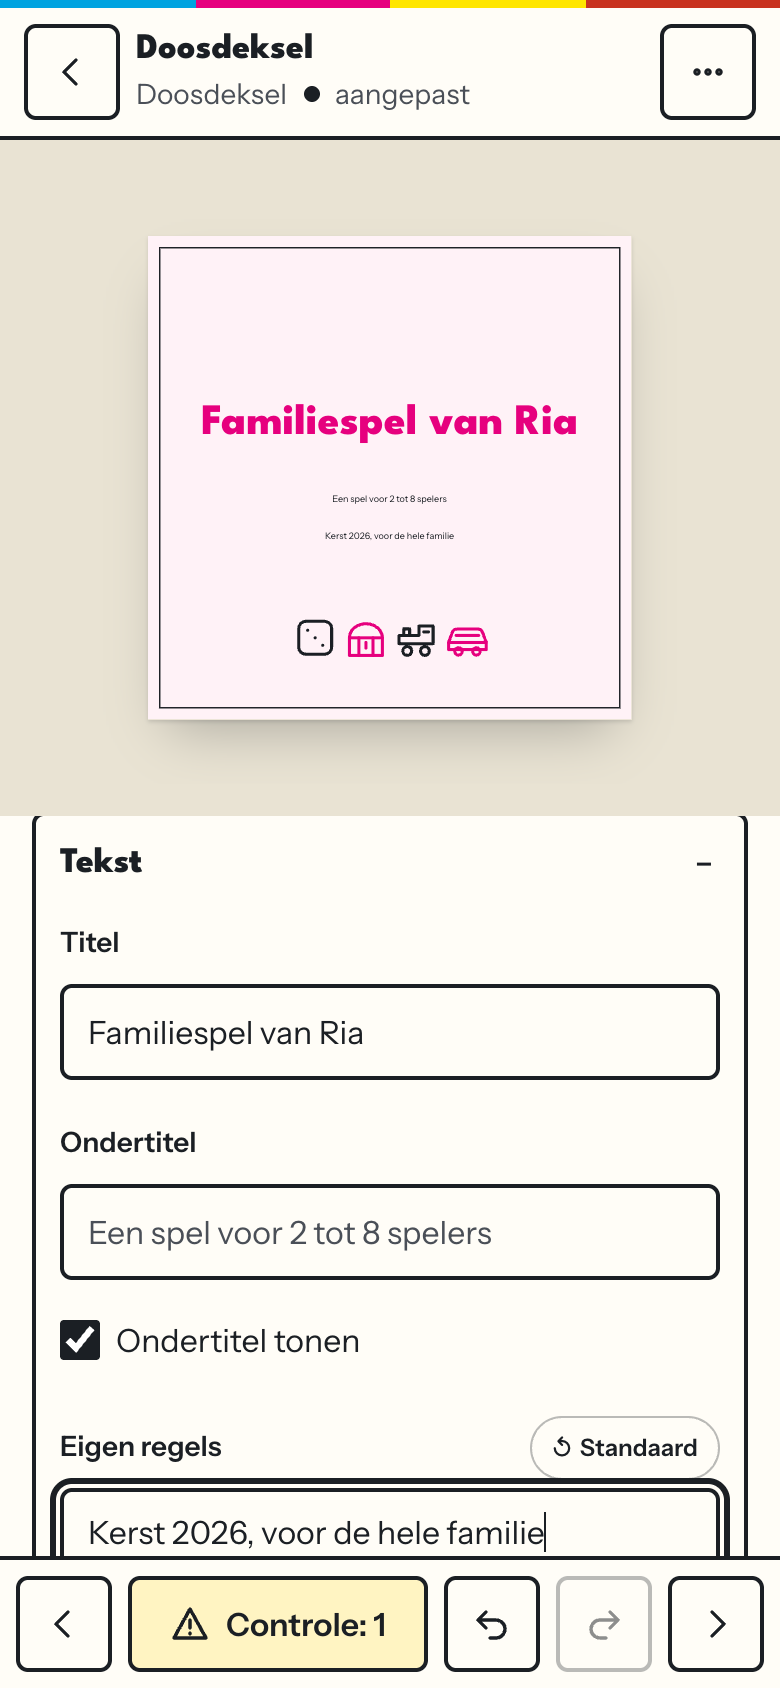 Doosdeksel
Doosdeksel ● aangepast
Familiespel van Ria
Een spel voor 2 tot 8 spelers
Kerst 2026, voor de hele familie
Tekst
Titel
Familiespel van Ria
Ondertitel
Een spel voor 2 tot 8 spelers
Ondertitel tonen
Eigen regels
Standaard
Kerst 2026, voor de hele familie
Controle: 1